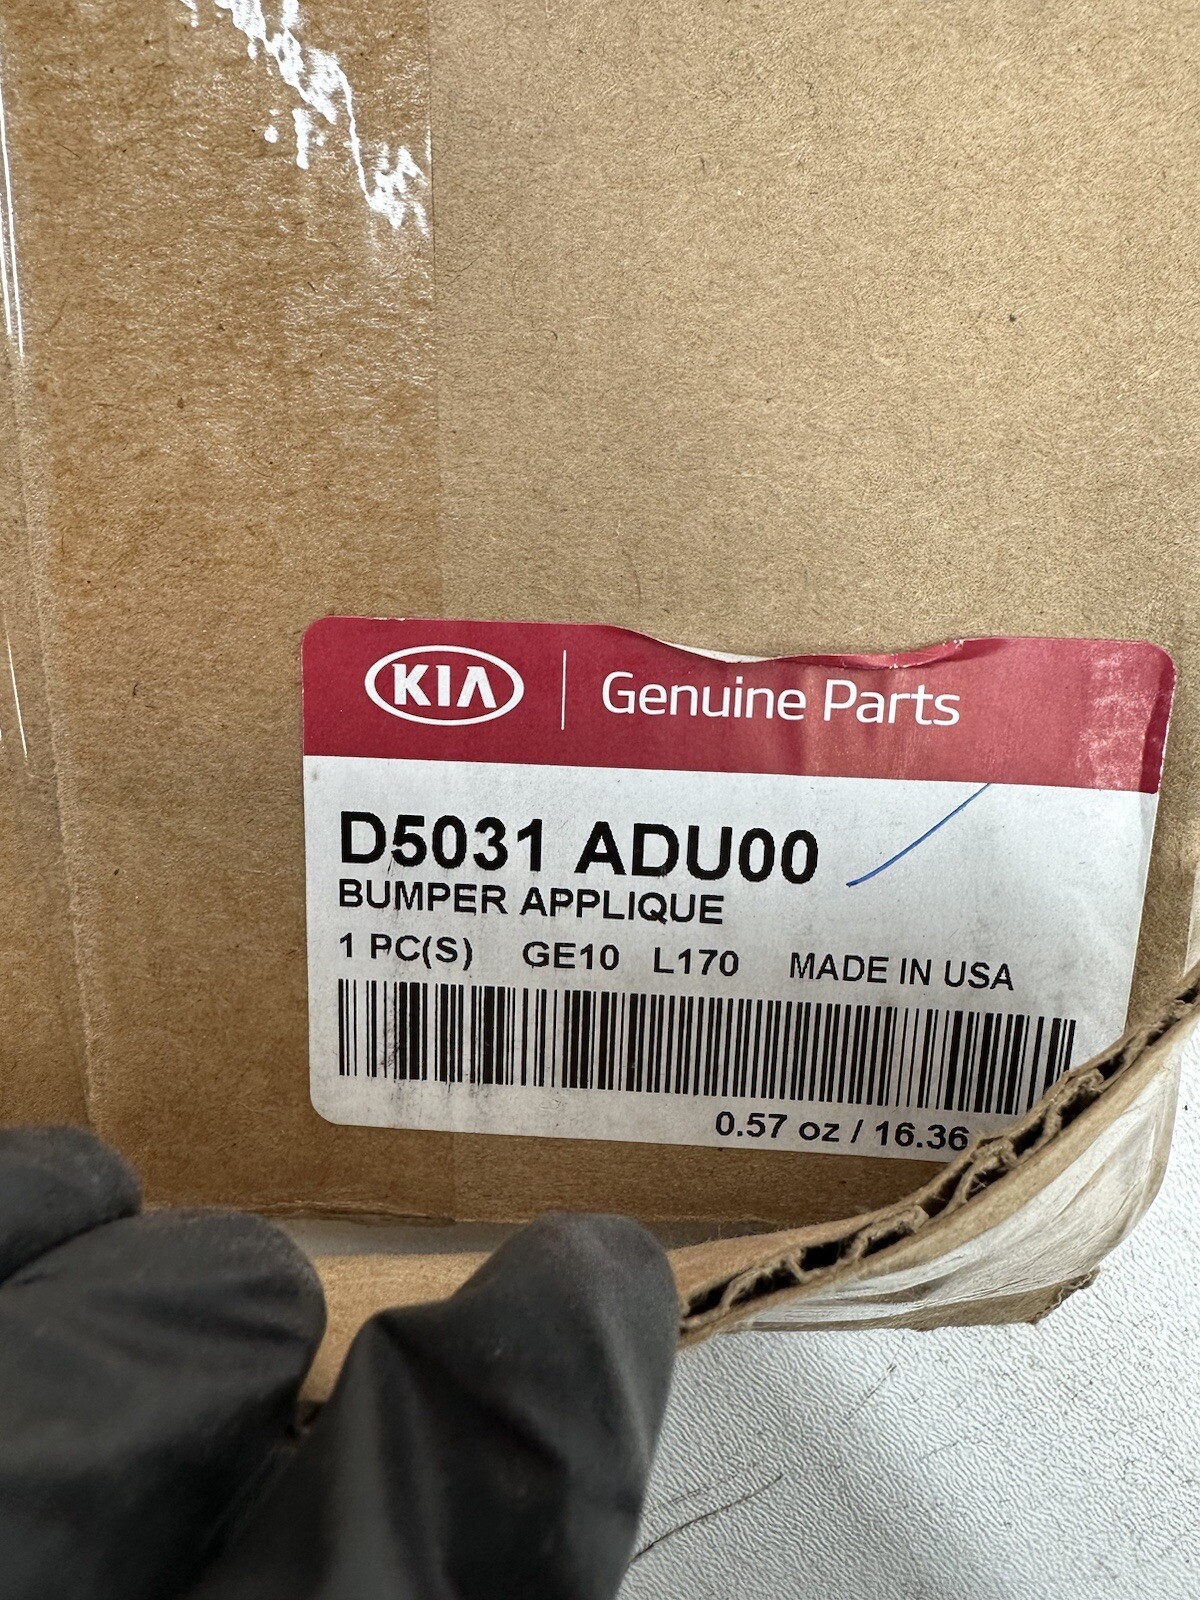 KIA Genuine Parts
D5031 ADU00
BUMPER APPLIQUE
1 PC(S) GE10 L170 MADE IN USA
0.57 oz / 16.36